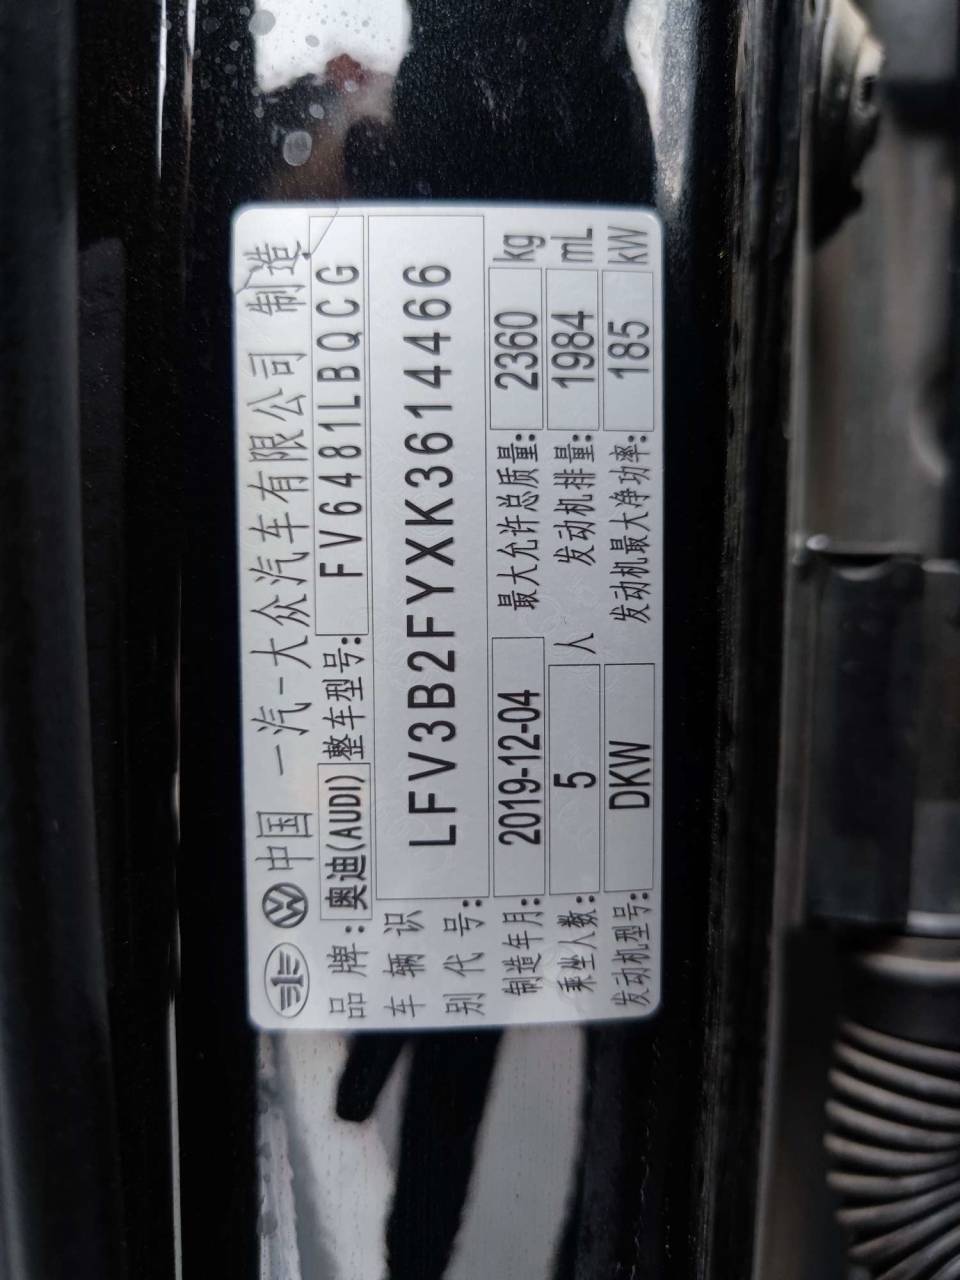 中国 一汽-大众汽车有限公司 制造
品牌: 奥迪(AUDI) 整车型号: FV6481LBQCG
车辆识别代号: LFV3B2FYXK3614466
制造年月: 2019-12-04 最大允许总质量: 2360 kg
乘坐人数: 5 人 发动机排量: 1984 mL
发动机型号: DKW 发动机最大净功率: 185 kW